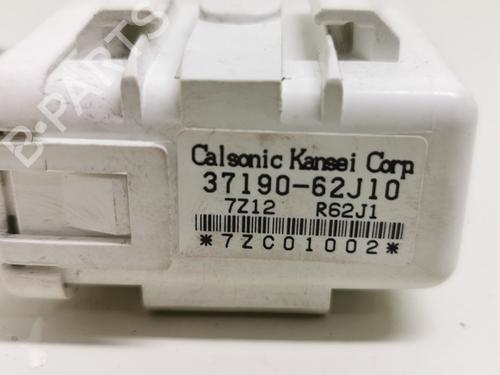 Calsonic Kansei Corp
37190-62J10
7Z12 R62J1
*7ZC01002*
B-PARTS